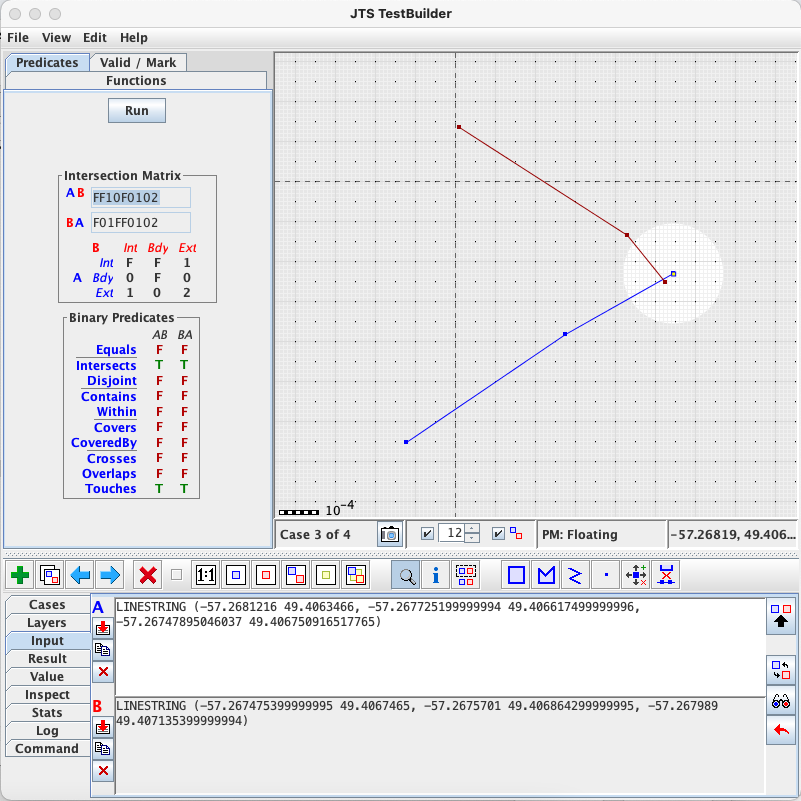 JTS TestBuilder
File View Edit Help
Predicates Valid / Mark
Functions
Run
Intersection Matrix
A B FF10F0102
B A F01FF0102
B Int Bdy Ext
Int F F 1
A Bdy 0 F 0
Ext 1 0 2
Binary Predicates
AB BA
Equals F F
Intersects T T
Disjoint F F
Contains F F
Within F F
Covers F F
CoveredBy F F
Crosses F F
Overlaps F F
Touches T T
10-4
Case 3 of 4 12 PM: Floating -57.26819, 49.406...
1:1
Cases
Layers
Input
Result
Value
Inspect
Stats
Log
Command
A
LINESTRING (-57.2681216 49.4063466, -57.267725199999994 49.406617499999996,
-57.26747895046037 49.406750916517765)
B
LINESTRING (-57.267475399999995 49.4067465, -57.2675701 49.406864299999995, -57.267989
49.407135399999994)